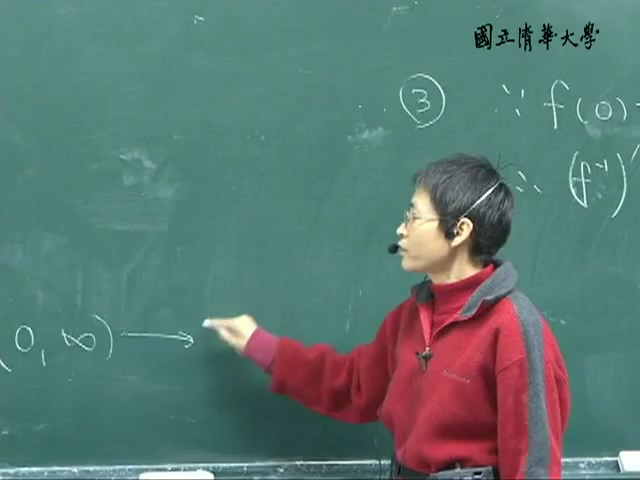 國立清華大學
③ ∵ f(0)
∴ (f⁻¹)′
(0, ∞) →